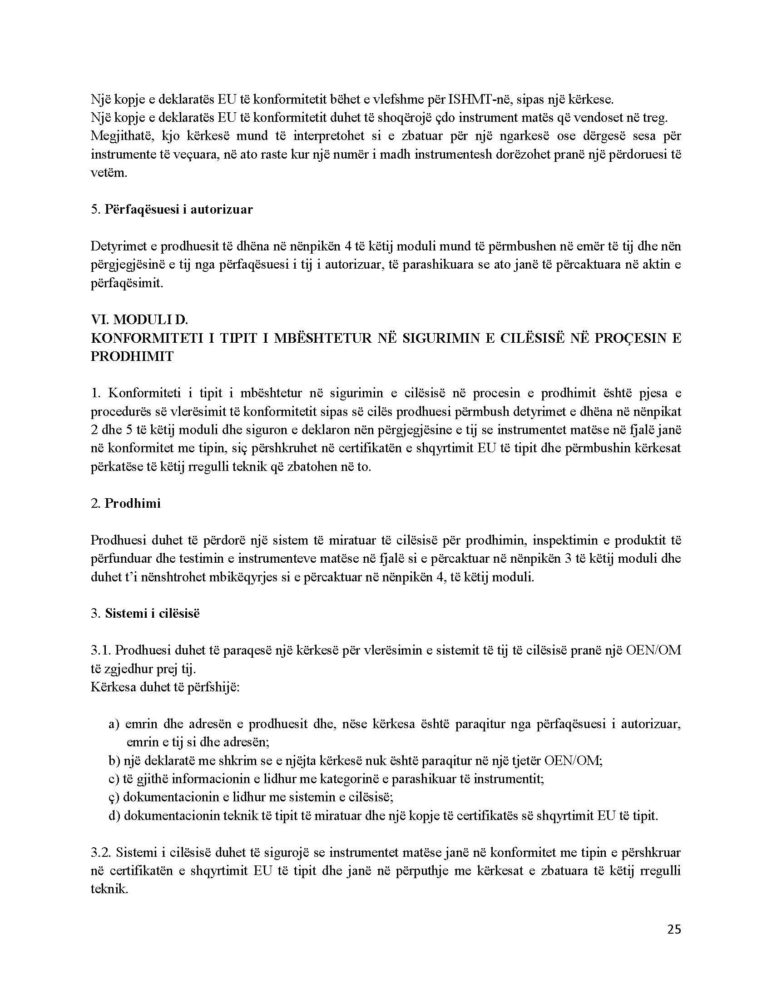 Një kopje e deklaratës EU të konformitetit bëhet e vlefshme për ISHMT-në, sipas një kërkese.
Një kopje e deklaratës EU të konformitetit duhet të shoqërojë çdo instrument matës që vendoset në treg.
Megjithatë, kjo kërkesë mund të interpretohet si e zbatuar për një ngarkesë ose dërgesë sesa për
instrumente të veçuara, në ato raste kur një numër i madh instrumentesh dorëzohet pranë një përdoruesi të
vetëm.
5. Përfaqësuesi i autorizuar
Detyrimet e prodhuesit të dhëna në nënpikën 4 të këtij moduli mund të përmbushen në emër të tij dhe nën
përgjegjësinë e tij nga përfaqësuesi i tij i autorizuar, të parashikuara se ato janë të përcaktuara në aktin e
përfaqësimit.
VI. MODULI D.
KONFORMITETI I TIPIT I MBËSHTETUR NË SIGURIMIN E CILËSISË NË PROÇESIN E
PRODHIMIT
1. Konformiteti i tipit i mbështetur në sigurimin e cilësisë në procesin e prodhimit është pjesa e
procedurës së vlerësimit të konformitetit sipas së cilës prodhuesi përmbush detyrimet e dhëna në nënpikat
2 dhe 5 të këtij moduli dhe siguron e deklaron nën përgjegjësine e tij se instrumentet matëse në fjalë janë
në konformitet me tipin, siç përshkruhet në certifikatën e shqyrtimit EU të tipit dhe përmbushin kërkesat
përkatëse të këtij rregulli teknik që zbatohen në to.
2. Prodhimi
Prodhuesi duhet të përdorë një sistem të miratuar të cilësisë për prodhimin, inspektimin e produktit të
përfunduar dhe testimin e instrumenteve matëse në fjalë si e përcaktuar në nënpikën 3 të këtij moduli dhe
duhet t’i nënshtrohet mbikëqyrjes si e përcaktuar në nënpikën 4, të këtij moduli.
3. Sistemi i cilësisë
3.1. Prodhuesi duhet të paraqesë një kërkesë për vlerësimin e sistemit të tij të cilësisë pranë një OEN/OM
të zgjedhur prej tij.
Kërkesa duhet të përfshijë:
a) emrin dhe adresën e prodhuesit dhe, nëse kërkesa është paraqitur nga përfaqësuesi i autorizuar,
emrin e tij si dhe adresën;
b) një deklaratë me shkrim se e njëjta kërkesë nuk është paraqitur në një tjetër OEN/OM;
c) të gjithë informacionin e lidhur me kategorinë e parashikuar të instrumentit;
ç) dokumentacionin e lidhur me sistemin e cilësisë;
d) dokumentacionin teknik të tipit të miratuar dhe një kopje të certifikatës së shqyrtimit EU të tipit.
3.2. Sistemi i cilësisë duhet të sigurojë se instrumentet matëse janë në konformitet me tipin e përshkruar
në certifikatën e shqyrtimit EU të tipit dhe janë në përputhje me kërkesat e zbatuara të këtij rregulli
teknik.
25